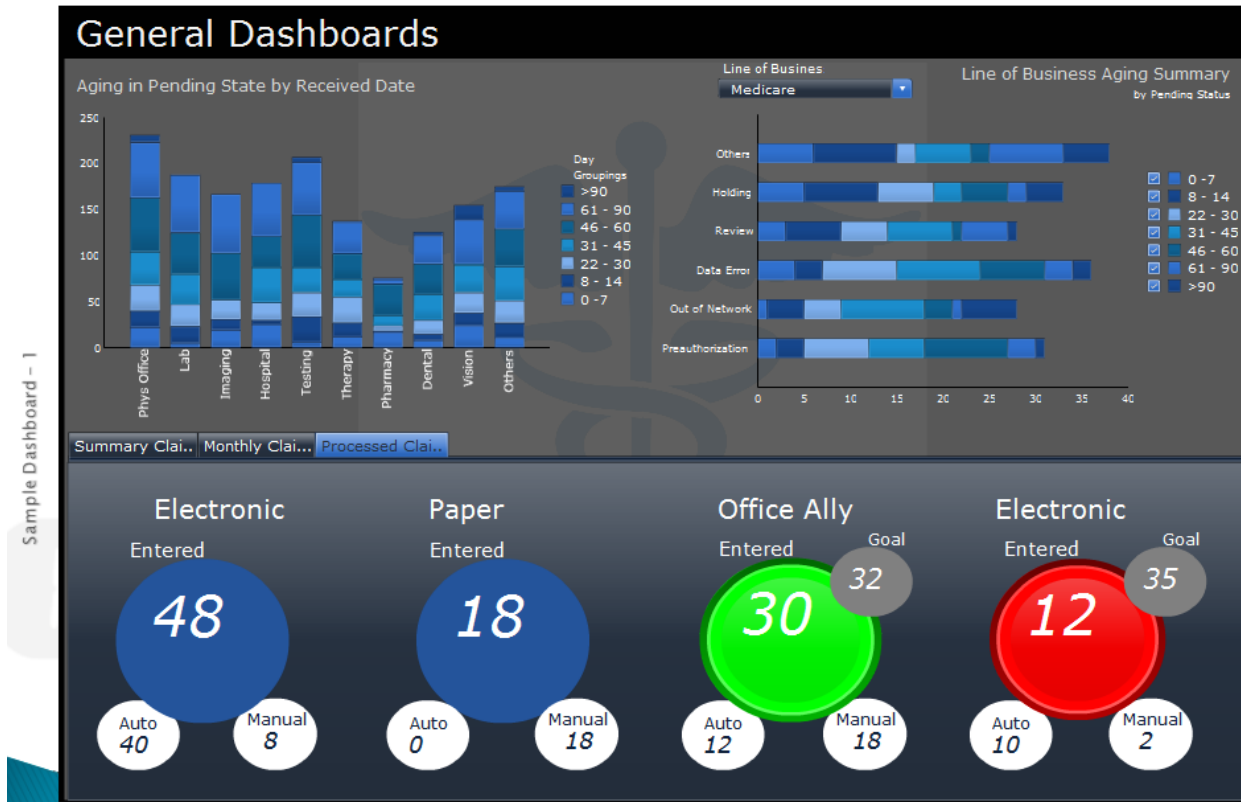 General Dashboards
Aging in Pending State by Received Date
250
200
150
100
50
0
Phys Office
Lab
Imaging
Hospital
Testing
Therapy
Pharmacy
Dental
Vision
Others
Day
Groupings
>90
61 - 90
46 - 60
31 - 45
22 - 30
8 - 14
0 -7
Line of Busines
Medicare
Line of Business Aging Summary
by Pending Status
Others
Holding
Review
Data Error
Out of Network
Preauthorization
0
5
10
15
20
25
30
35
40
0 -7
8 - 14
22 - 30
31 - 45
46 - 60
61 - 90
>90
Sample Dashboard - 1
Summary Clai..
Monthly Clai...
Processed Clai..
Electronic
Entered
48
Auto
40
Manual
8
Paper
Entered
18
Auto
0
Manual
18
Office Ally
Entered
Goal
32
30
Auto
12
Manual
18
Electronic
Entered
Goal
35
12
Auto
10
Manual
2